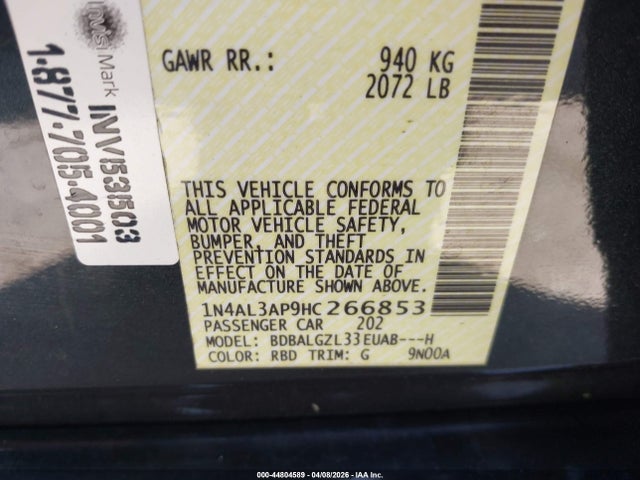 GAWR RR.: 940 KG
2072 LB
THIS VEHICLE CONFORMS TO
ALL APPLICABLE FEDERAL
MOTOR VEHICLE SAFETY,
BUMPER, AND THEFT
PREVENTION STANDARDS IN
EFFECT ON THE DATE OF
MANUFACTURE SHOWN ABOVE.
1N4AL3AP9HC266853
PASSENGER CAR 202
MODEL: BDBALGZL33EUAB---H
COLOR: RBD TRIM: G 9N00A
InvisiMark
INV531503
1-877-705-4001
000-44804589 - 04/08/2026 - IAA Inc.